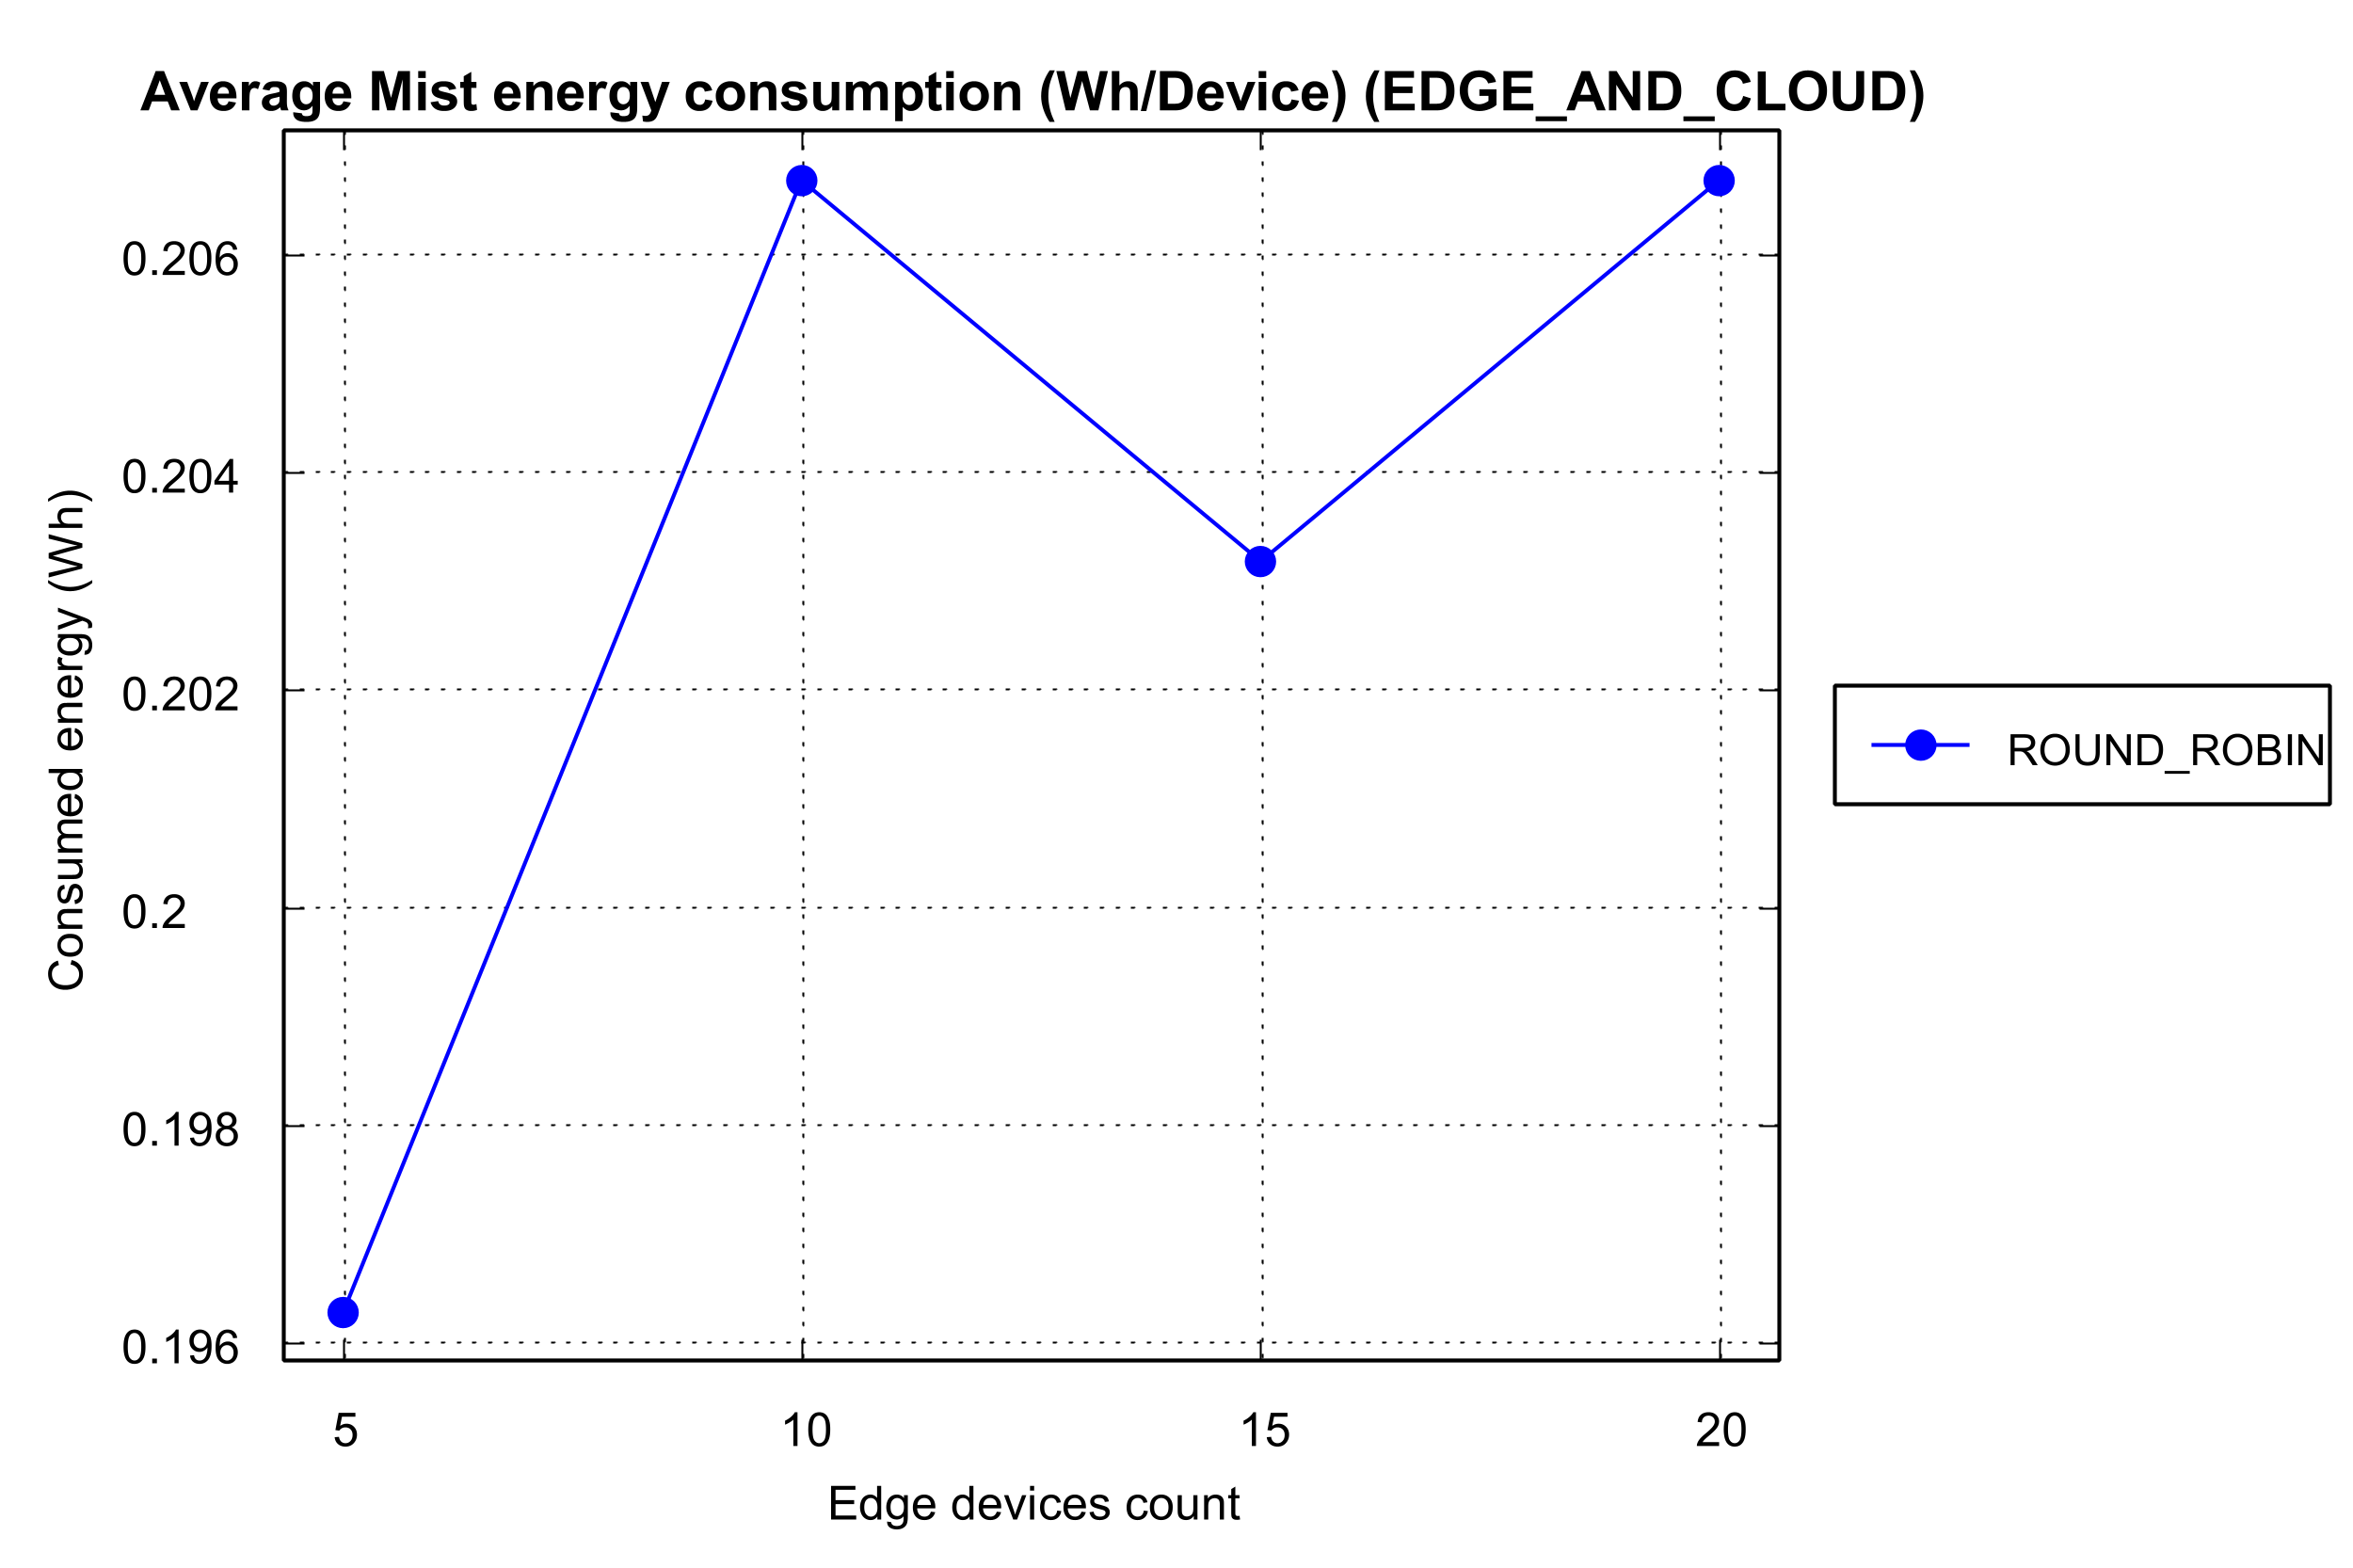 Average Mist energy consumption (Wh/Device) (EDGE_AND_CLOUD)
Consumed energy (Wh)
0.206
0.204
0.202
0.2
0.198
0.196
5 10 15 20
Edge devices count
ROUND_ROBIN